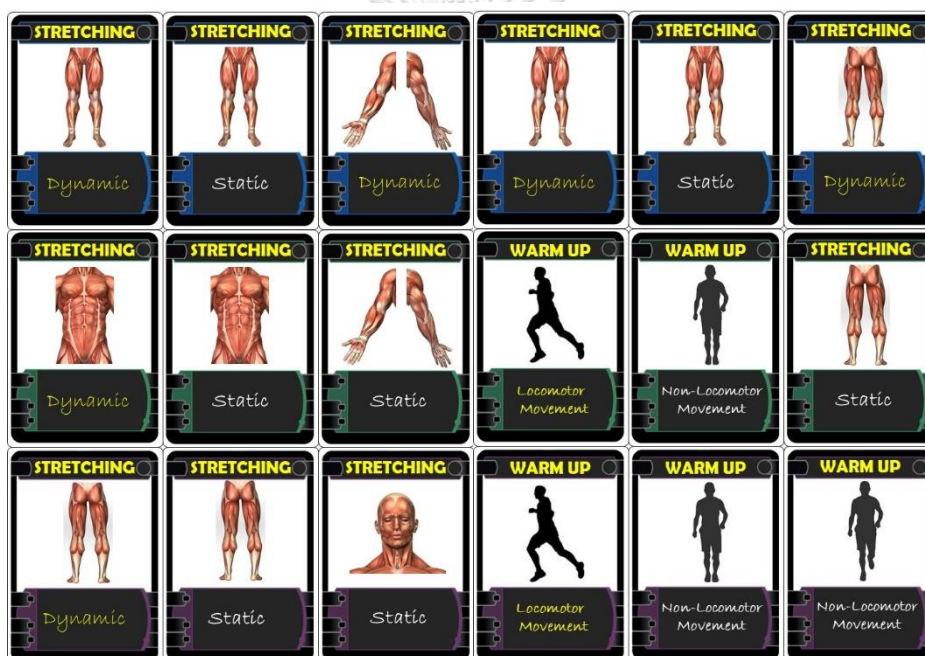 STRETCHING STRETCHING STRETCHING STRETCHING STRETCHING STRETCHING
Dynamic Static Dynamic Dynamic Static Dynamic
STRETCHING STRETCHING STRETCHING WARM UP WARM UP STRETCHING
Dynamic Static Static Locomotor Movement Non-Locomotor Movement Static
STRETCHING STRETCHING STRETCHING WARM UP WARM UP WARM UP
Dynamic Static Static Locomotor Movement Non-Locomotor Movement Non-Locomotor Movement